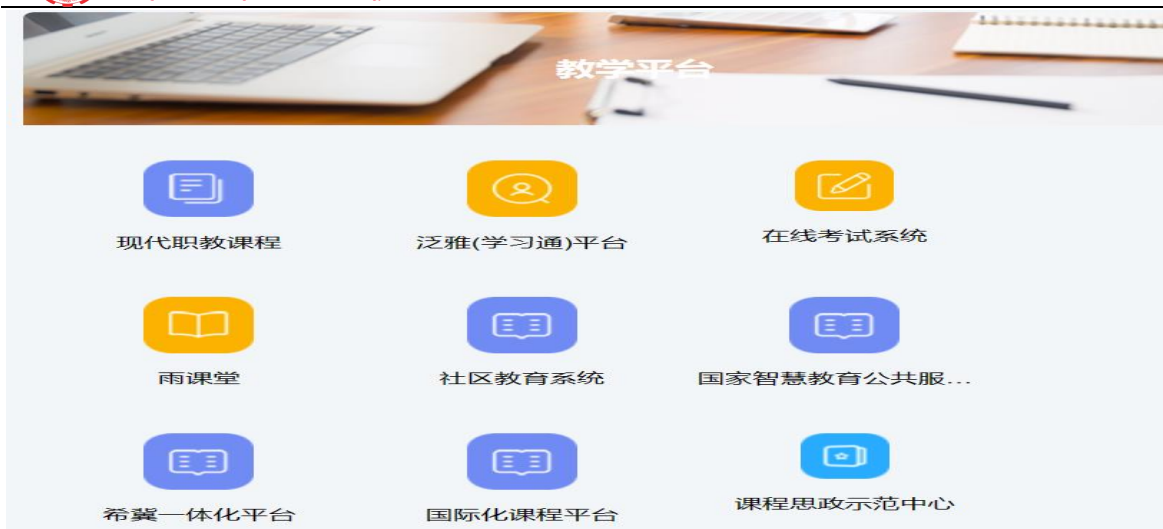 教学平台
现代职教课程
泛雅(学习通)平台
在线考试系统
雨课堂
社区教育系统
国家智慧教育公共服...
希冀一体化平台
国际化课程平台
课程思政示范中心